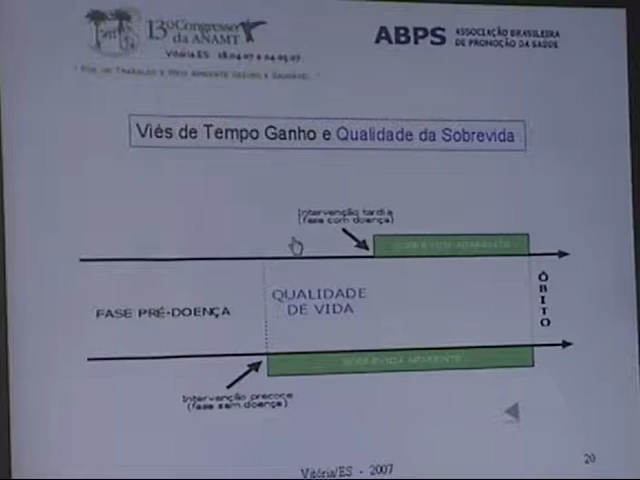 13º Congresso
da ANAMT
Vitória/ES
ABPS ASSOCIAÇÃO BRASILEIRA
DE PROMOÇÃO DA SAÚDE
Viés de Tempo Ganho e Qualidade da Sobrevida
Intervenção tardia
(fase com doença)
SOBREVIDA APARENTE
FASE PRÉ-DOENÇA
QUALIDADE
DE VIDA
ÓBITO
SOBREVIDA APARENTE
Intervenção precoce
(fase sem doença)
Vitória/ES - 2007
20